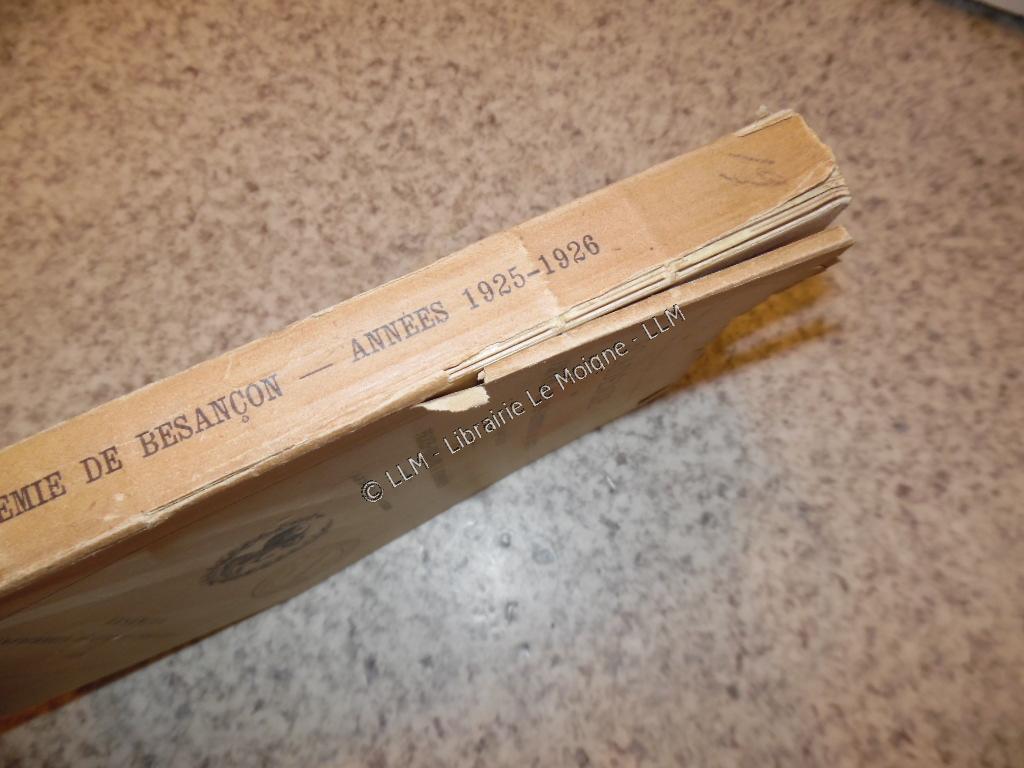 EMIE DE BESANÇON — ANNÉES 1925-1926
© LLM - Librairie Le Moigne - LLM